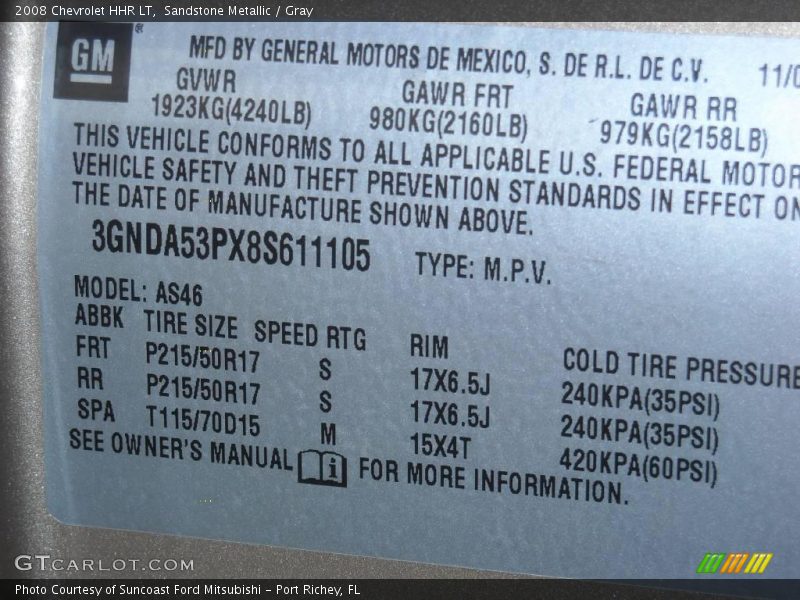 2008 Chevrolet HHR LT, Sandstone Metallic / Gray
GM ®
MFD BY GENERAL MOTORS DE MEXICO, S. DE R.L. DE C.V. 11/0
GVWR GAWR FRT GAWR RR
1923KG(4240LB) 980KG(2160LB) 979KG(2158LB)
THIS VEHICLE CONFORMS TO ALL APPLICABLE U.S. FEDERAL MOTOR
VEHICLE SAFETY AND THEFT PREVENTION STANDARDS IN EFFECT ON
THE DATE OF MANUFACTURE SHOWN ABOVE.
3GNDA53PX8S611105 TYPE: M.P.V.
MODEL: AS46
ABBK TIRE SIZE SPEED RTG RIM COLD TIRE PRESSURE
FRT P215/50R17 S 17X6.5J 240KPA(35PSI)
RR P215/50R17 S 17X6.5J 240KPA(35PSI)
SPA T115/70D15 M 15X4T 420KPA(60PSI)
SEE OWNER'S MANUAL i FOR MORE INFORMATION.
GTCARLOT.COM
Photo Courtesy of Suncoast Ford Mitsubishi – Port Richey, FL